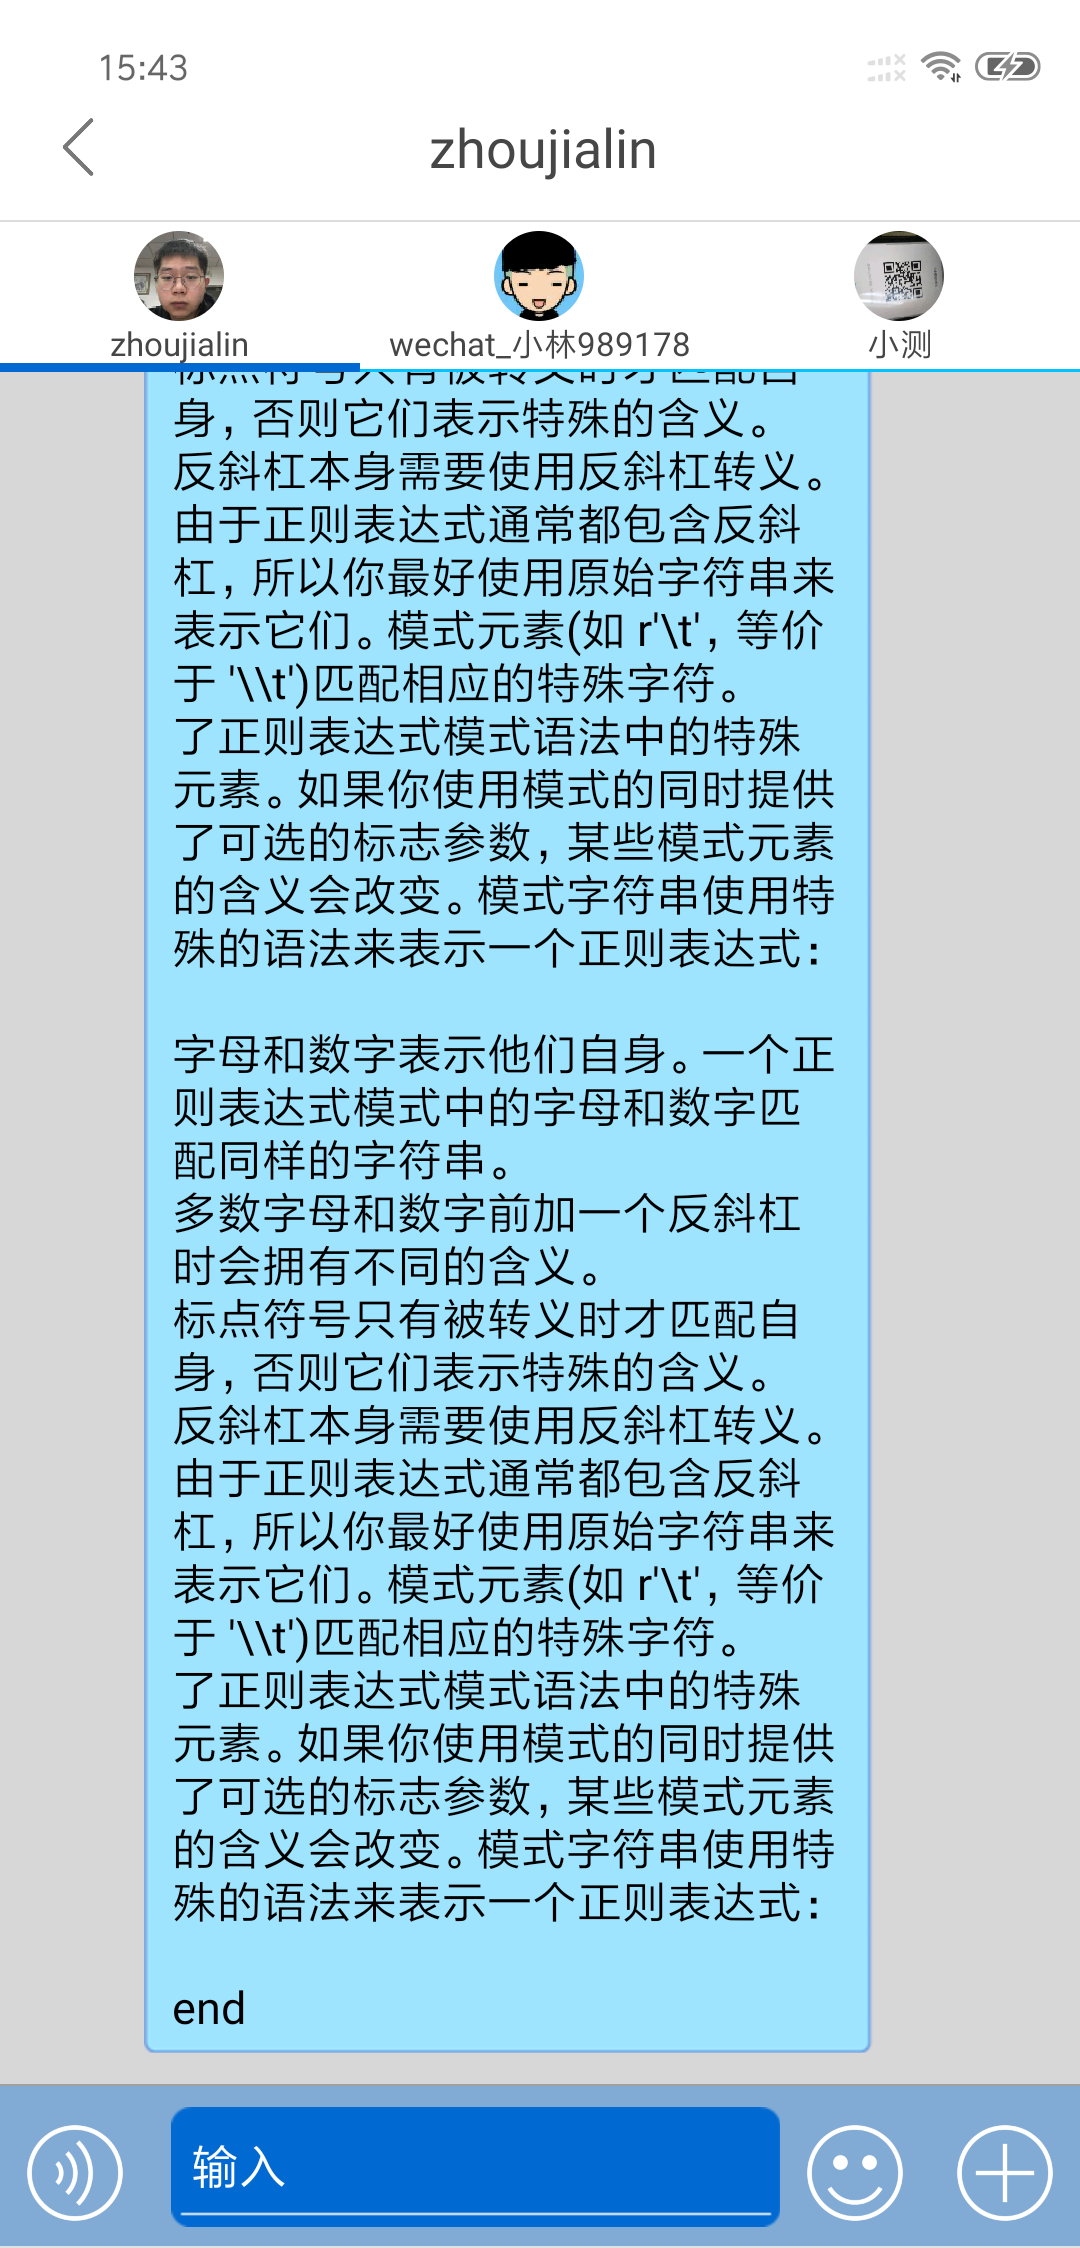 15:43
zhoujialin
zhoujialin
wechat_小林989178
小测
标点符号只有被转义时才匹配自
身，否则它们表示特殊的含义。
反斜杠本身需要使用反斜杠转义。
由于正则表达式通常都包含反斜
杠，所以你最好使用原始字符串来
表示它们。模式元素(如 r'\t'，等价
于 '\\t')匹配相应的特殊字符。
了正则表达式模式语法中的特殊
元素。如果你使用模式的同时提供
了可选的标志参数，某些模式元素
的含义会改变。模式字符串使用特
殊的语法来表示一个正则表达式：
字母和数字表示他们自身。一个正
则表达式模式中的字母和数字匹
配同样的字符串。
多数字母和数字前加一个反斜杠
时会拥有不同的含义。
标点符号只有被转义时才匹配自
身，否则它们表示特殊的含义。
反斜杠本身需要使用反斜杠转义。
由于正则表达式通常都包含反斜
杠，所以你最好使用原始字符串来
表示它们。模式元素(如 r'\t'，等价
于 '\\t')匹配相应的特殊字符。
了正则表达式模式语法中的特殊
元素。如果你使用模式的同时提供
了可选的标志参数，某些模式元素
的含义会改变。模式字符串使用特
殊的语法来表示一个正则表达式：
end
输入